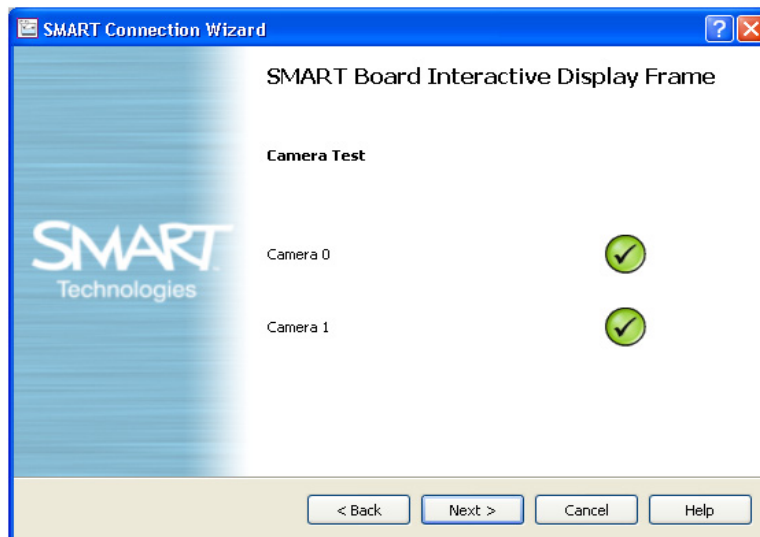 SMART Connection Wizard
SMART Board Interactive Display Frame
Camera Test
SMART
Technologies
Camera 0
Camera 1
< Back Next > Cancel Help